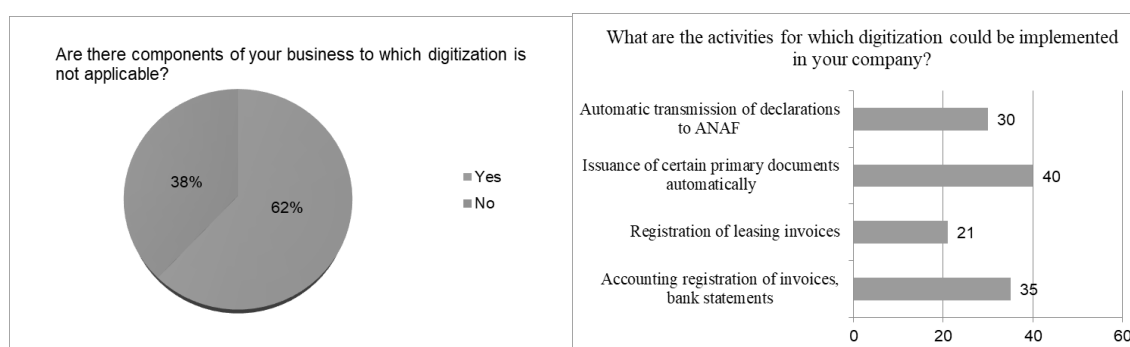 Are there components of your business to which digitization is
not applicable?
38%
62%
Yes
No
What are the activities for which digitization could be implemented
in your company?
Automatic transmission of declarations
to ANAF
30
Issuance of certain primary documents
automatically
40
Registration of leasing invoices
21
Accounting registration of invoices,
bank statements
35
0 20 40 60